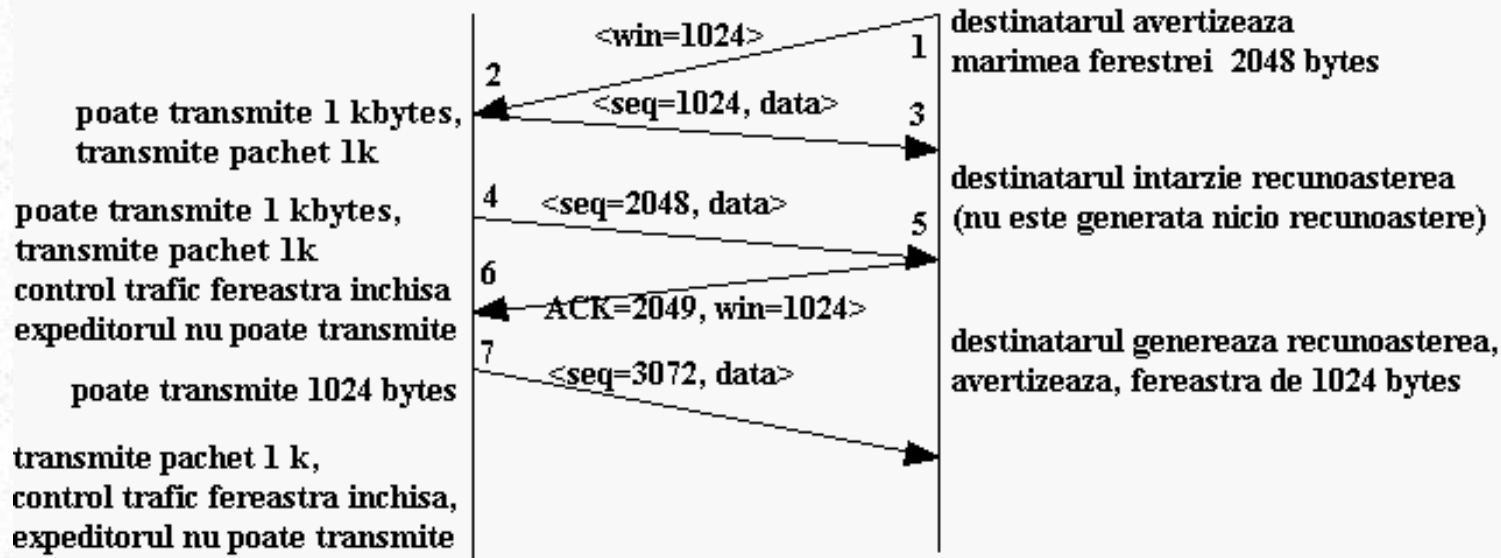 destinatarul avertizeaza
marimea ferestrei 2048 bytes
<win=1024>
1
2
poate transmite 1 kbytes,
transmite pachet 1k
<seq=1024, data>
3
destinatarul intarzie recunoasterea
(nu este generata nicio recunoastere)
poate transmite 1 kbytes,
transmite pachet 1k
control trafic fereastra inchisa
expeditorul nu poate transmite
4
<seq=2048, data>
5
6
ACK=2049, win=1024>
destinatarul genereaza recunoasterea,
avertizeaza, fereastra de 1024 bytes
7
<seq=3072, data>
poate transmite 1024 bytes
transmite pachet 1 k,
control trafic fereastra inchisa,
expeditorul nu poate transmite